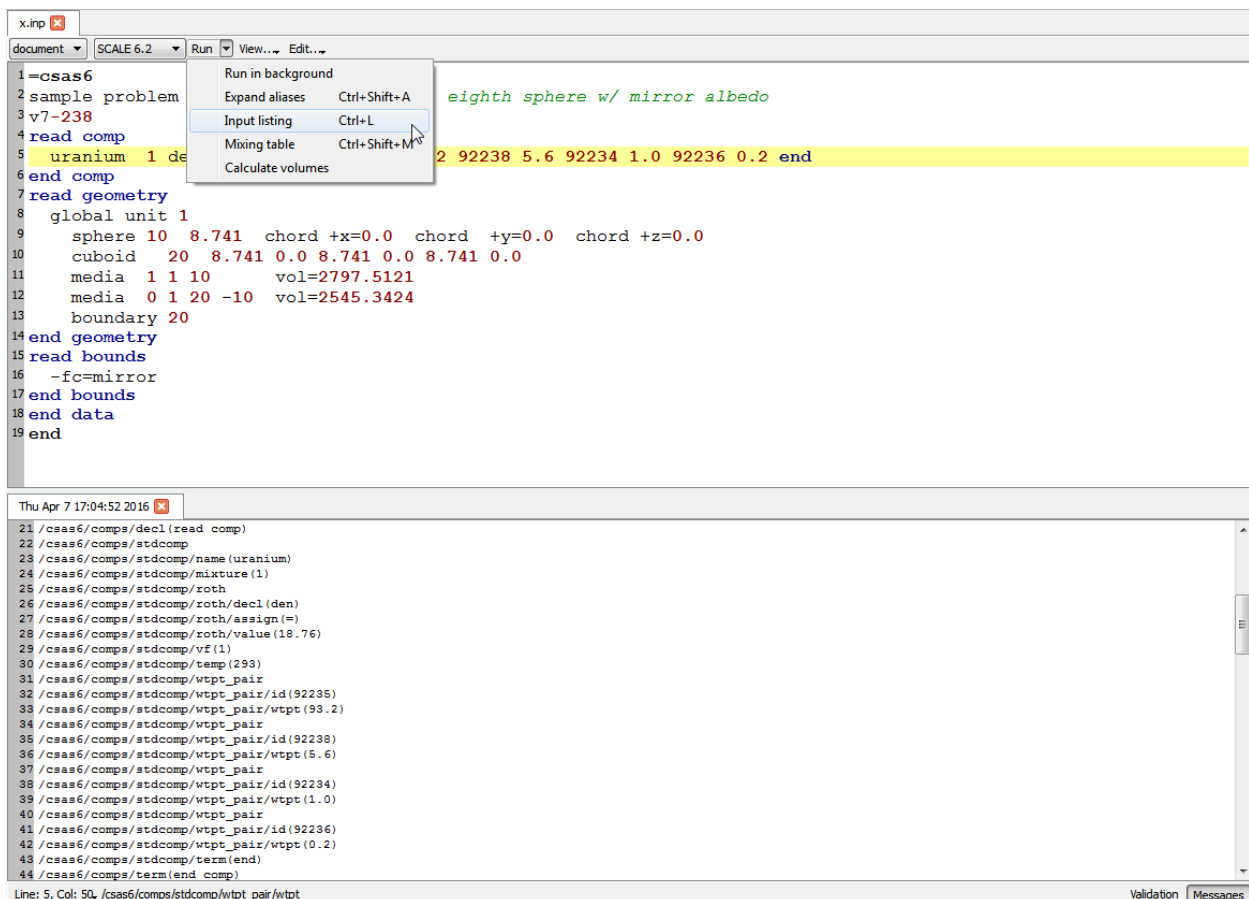 x.inp
document SCALE 6.2 Run View... Edit...
Run in background
Expand aliases Ctrl+Shift+A
Input listing Ctrl+L
Mixing table Ctrl+Shift+M
Calculate volumes
1 =csas6
2 sample problem eighth sphere w/ mirror albedo
3 v7-238
4 read comp
5 uranium 1 de 2 92238 5.6 92234 1.0 92236 0.2 end
6 end comp
7 read geometry
8 global unit 1
9 sphere 10 8.741 chord +x=0.0 chord +y=0.0 chord +z=0.0
10 cuboid 20 8.741 0.0 8.741 0.0 8.741 0.0
11 media 1 1 10 vol=2797.5121
12 media 0 1 20 -10 vol=2545.3424
13 boundary 20
14 end geometry
15 read bounds
16 -fc=mirror
17 end bounds
18 end data
19 end
Thu Apr 7 17:04:52 2016
21 /csas6/comps/decl(read comp)
22 /csas6/comps/stdcomp
23 /csas6/comps/stdcomp/name(uranium)
24 /csas6/comps/stdcomp/mixture(1)
25 /csas6/comps/stdcomp/roth
26 /csas6/comps/stdcomp/roth/decl(den)
27 /csas6/comps/stdcomp/roth/assign(=)
28 /csas6/comps/stdcomp/roth/value(18.76)
29 /csas6/comps/stdcomp/vf(1)
30 /csas6/comps/stdcomp/temp(293)
31 /csas6/comps/stdcomp/wtpt_pair
32 /csas6/comps/stdcomp/wtpt_pair/id(92235)
33 /csas6/comps/stdcomp/wtpt_pair/wtpt(93.2)
34 /csas6/comps/stdcomp/wtpt_pair
35 /csas6/comps/stdcomp/wtpt_pair/id(92238)
36 /csas6/comps/stdcomp/wtpt_pair/wtpt(5.6)
37 /csas6/comps/stdcomp/wtpt_pair
38 /csas6/comps/stdcomp/wtpt_pair/id(92234)
39 /csas6/comps/stdcomp/wtpt_pair/wtpt(1.0)
40 /csas6/comps/stdcomp/wtpt_pair
41 /csas6/comps/stdcomp/wtpt_pair/id(92236)
42 /csas6/comps/stdcomp/wtpt_pair/wtpt(0.2)
43 /csas6/comps/stdcomp/term(end)
44 /csas6/comps/term(end comp)
Line: 5, Col: 50 /csas6/comps/stdcomp/wtpt_pair/wtpt Validation Messages